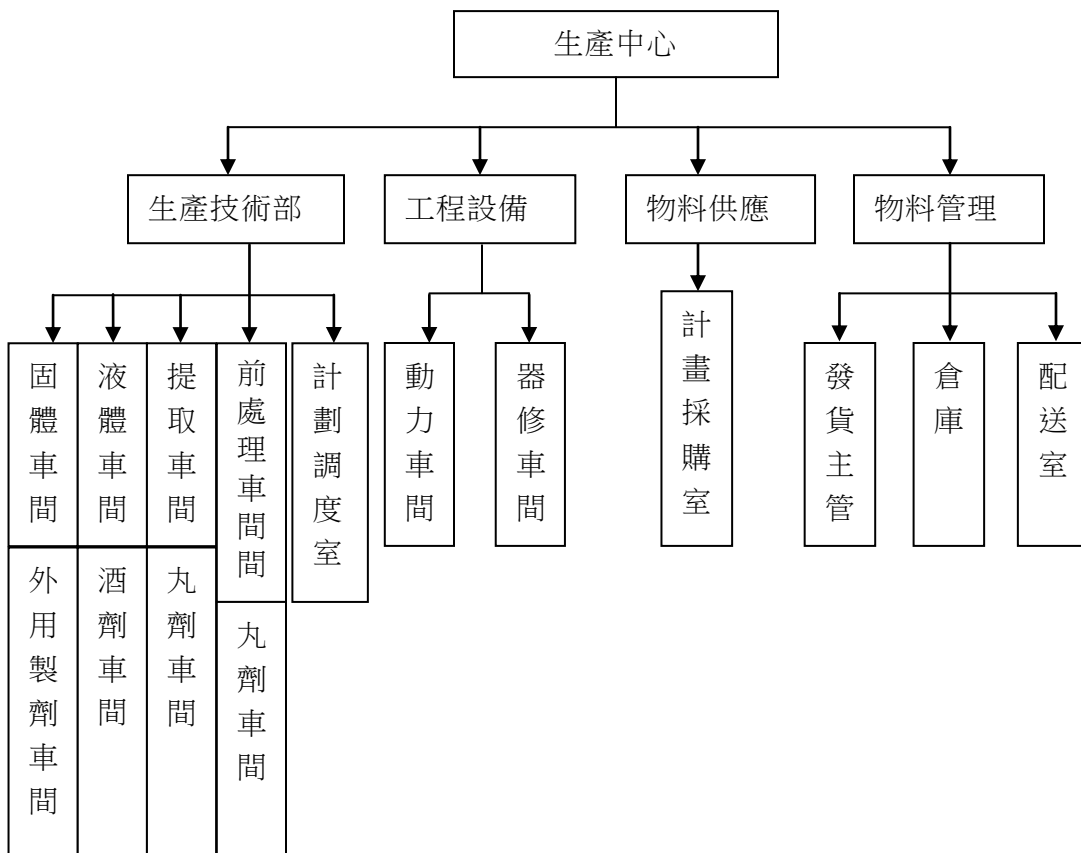 生產中心
生產技術部
工程設備
物料供應
物料管理
固體車間
液體車間
提取車間
前處理車間間
計劃調度室
動力車間
器修車間
計畫採購室
發貨主管
倉庫
配送室
外用製劑車間
酒劑車間
丸劑車間
丸劑車間